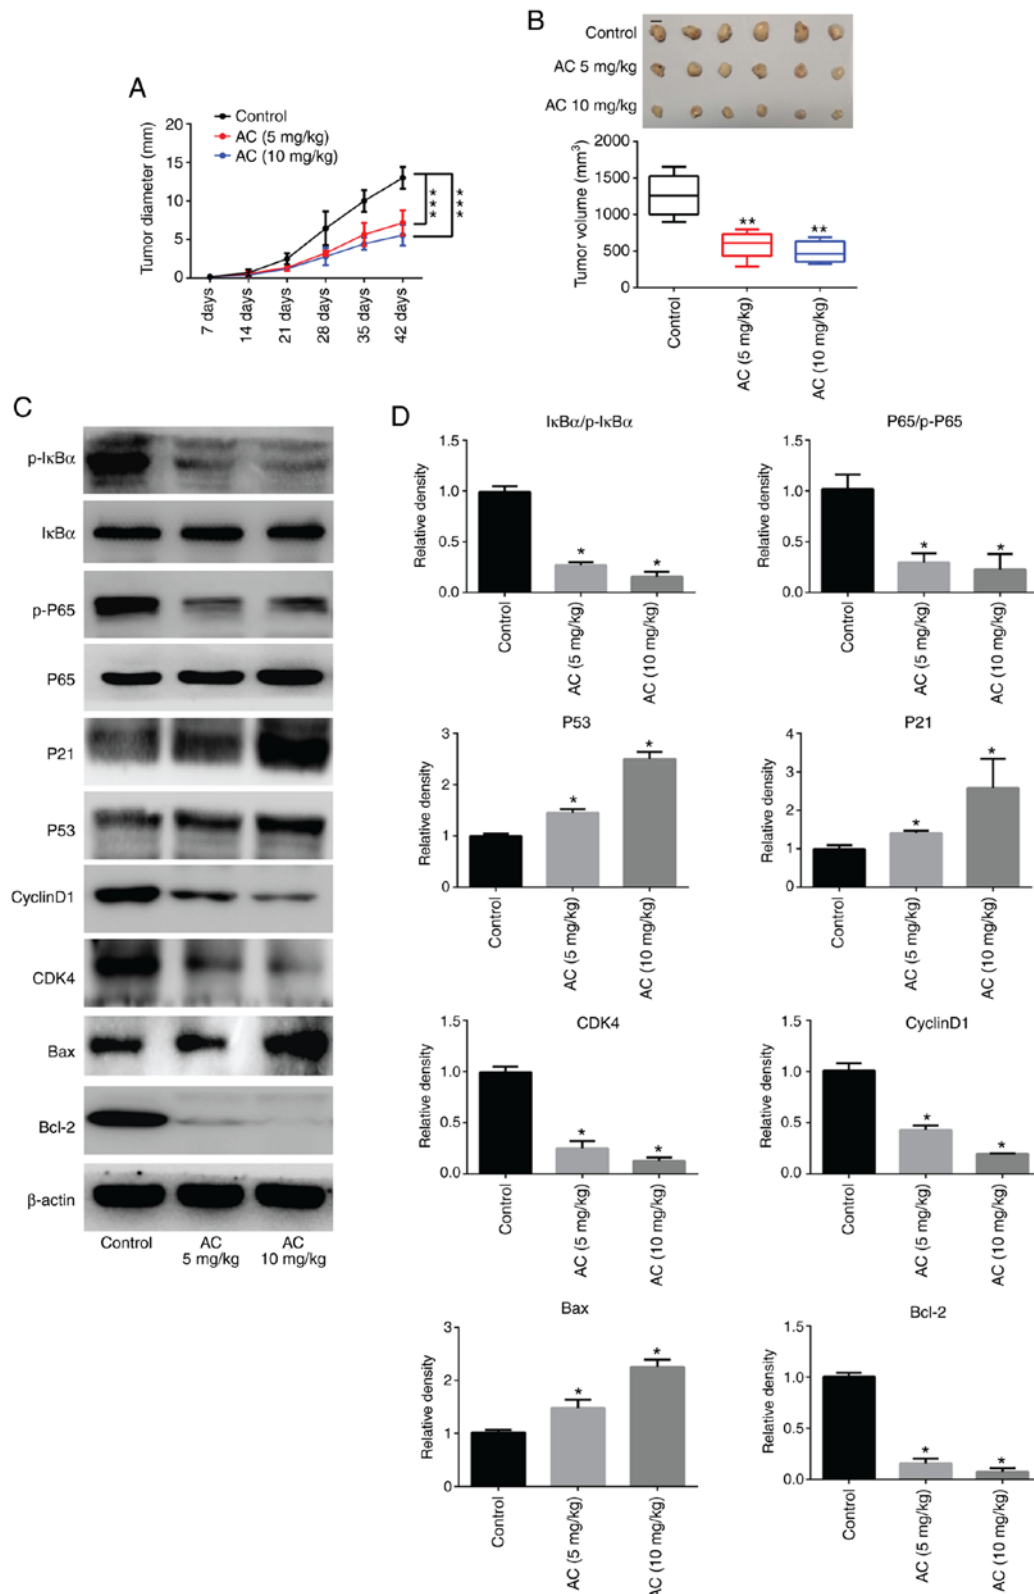 A
Control
AC (5 mg/kg)
AC (10 mg/kg)
Tumor diameter (mm)
20
15
10
5
0
***
***
7 days
14 days
21 days
28 days
35 days
42 days
B
Control
AC 5 mg/kg
AC 10 mg/kg
Tumor volume (mm³)
2000
1500
1000
500
0
**
**
Control
AC (5 mg/kg)
AC (10 mg/kg)
C
p-IκBα
IκBα
p-P65
P65
P21
P53
CyclinD1
CDK4
Bax
Bcl-2
β-actin
Control
AC
5 mg/kg
AC
10 mg/kg
D
IκBα/p-IκBα
Relative density
1.5
1.0
0.5
0.0
*
*
Control
AC (5 mg/kg)
AC (10 mg/kg)
P65/p-P65
Relative density
1.5
1.0
0.5
0.0
*
*
Control
AC (5 mg/kg)
AC (10 mg/kg)
P53
Relative density
3
2
1
0
*
*
Control
AC (5 mg/kg)
AC (10 mg/kg)
P21
Relative density
4
3
2
1
0
*
*
Control
AC (5 mg/kg)
AC (10 mg/kg)
CDK4
Relative density
1.5
1.0
0.5
0.0
*
*
Control
AC (5 mg/kg)
AC (10 mg/kg)
CyclinD1
Relative density
1.5
1.0
0.5
0.0
*
*
Control
AC (5 mg/kg)
AC (10 mg/kg)
Bax
Relative density
3
2
1
0
*
*
Control
AC (5 mg/kg)
AC (10 mg/kg)
Bcl-2
Relative density
1.5
1.0
0.5
0.0
*
*
Control
AC (5 mg/kg)
AC (10 mg/kg)